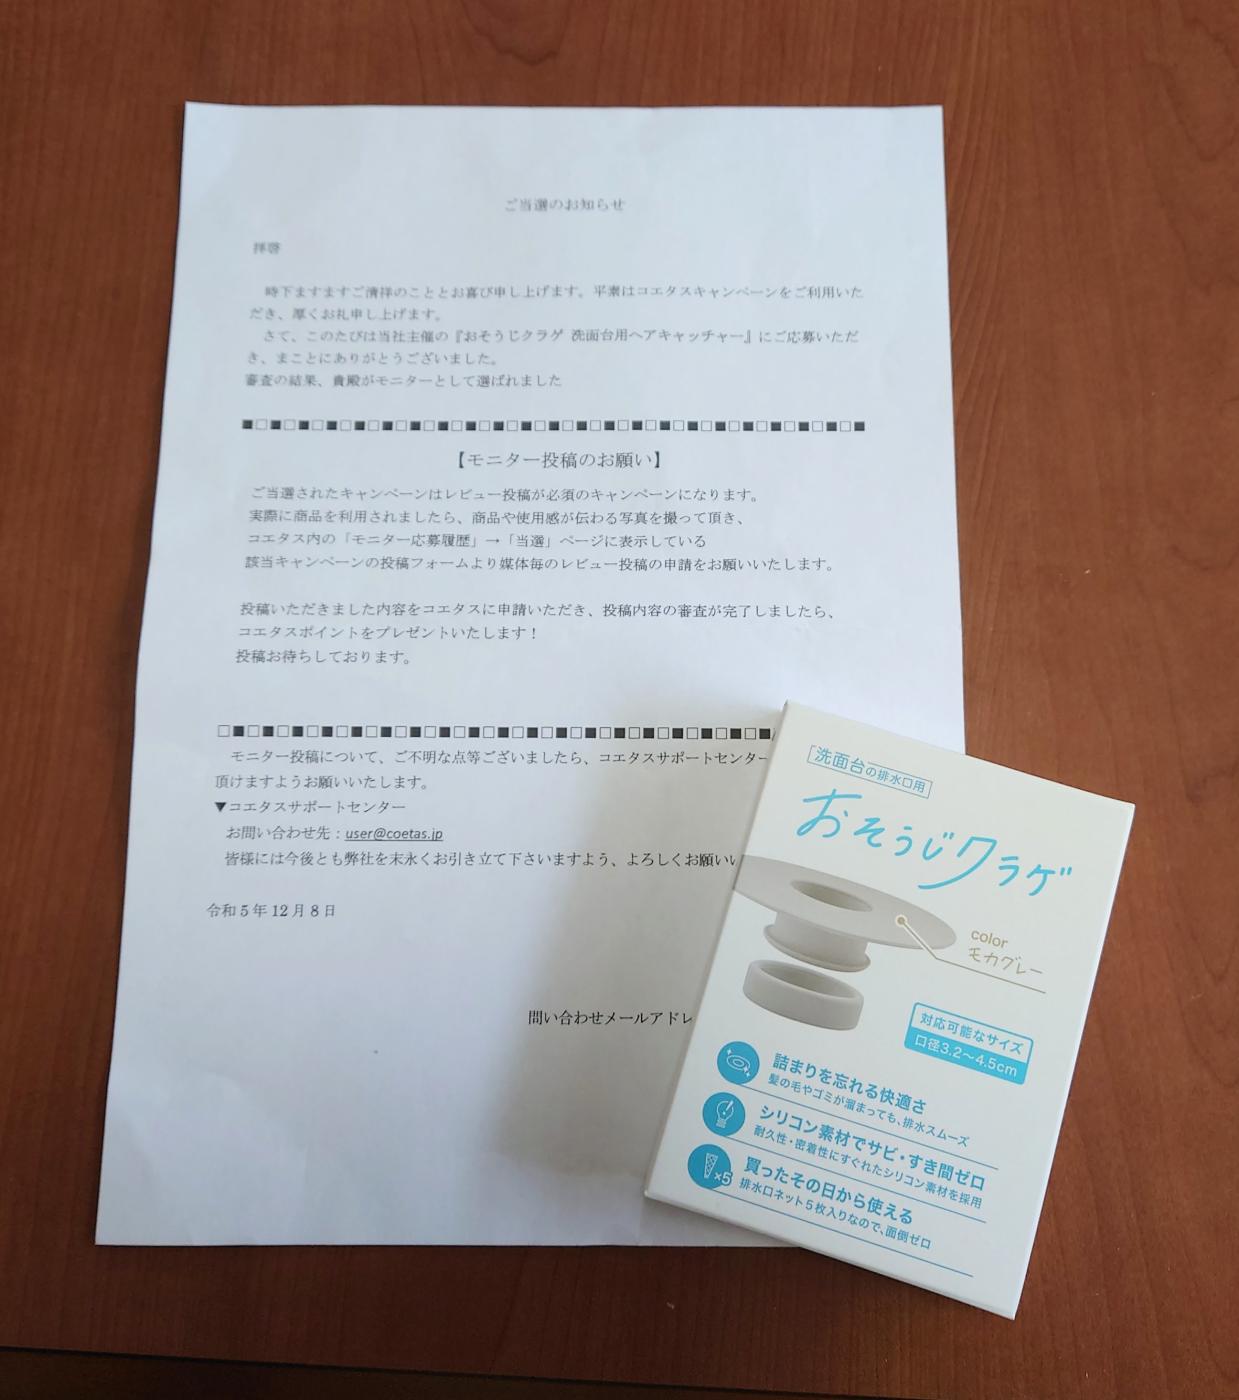 ご当選のお知らせ
拝啓
時下ますますご清祥のこととお喜び申し上げます。平素はコエタスキャンペーンをご利用いた
だき、厚くお礼申し上げます。
さて、このたびは当社主催の『おそうじクラゲ 洗面台用ヘアキャッチャー』にご応募いただ
き、まことにありがとうございました。
審査の結果、貴殿がモニターとして選ばれました
■□■□■□■□■□■□■□■□■□■□■□■□■□■□■□■□■□■□■□■□■□■□■
【モニター投稿のお願い】
ご当選されたキャンペーンはレビュー投稿が必須のキャンペーンになります。
実際に商品を利用されましたら、商品や使用感が伝わる写真を撮って頂き、
コエタス内の「モニター応募履歴」→「当選」ページに表示している
該当キャンペーンの投稿フォームより媒体毎のレビュー投稿の申請をお願いいたします。
投稿いただきました内容をコエタスに申請いただき、投稿内容の審査が完了しましたら、
コエタスポイントをプレゼントいたします！
投稿お待ちしております。
□■□■□■□■□■□■□■□■□■□■□■□■□■□■□■□■□■□■□■
モニター投稿について、ご不明な点等ございましたら、コエタスサポートセンター
頂けますようお願いいたします。
▼コエタスサポートセンター
お問い合わせ先：user@coetas.jp
皆様には今後とも弊社を末永くお引き立て下さいますよう、よろしくお願い
令和5年12月8日
問い合わせメールアドレ
洗面台の排水口用
おそうじクラゲ
color
モカグレー
対応可能なサイズ
口径3.2〜4.5cm
詰まりを忘れる快適さ
髪の毛やゴミが溜まっても、排水スムーズ
シリコン素材でサビ・すき間ゼロ
耐久性・密着性にすぐれたシリコン素材を採用
×5
買ったその日から使える
排水口ネット5枚入りなので、面倒ゼロ